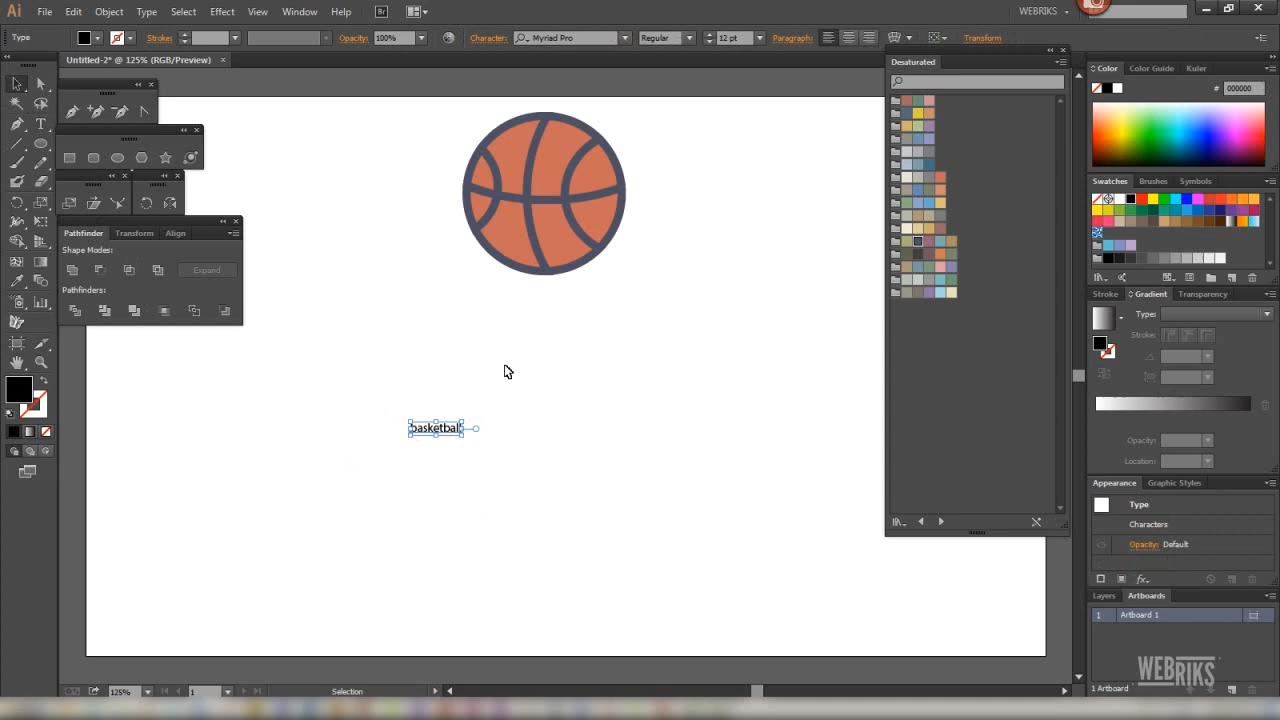 Ai File Edit Object Type Select Effect View Window Help Br WEBRIKS
Type Stroke: Opacity: 100% Character: Myriad Pro Regular 12 pt Paragraph: Transform
Untitled-2* @ 125% (RGB/Preview)
Pathfinder Transform Align
Shape Modes:
Expand
Pathfinders:
basketball
Desaturated
Color Color Guide Kuler
# 000000
Swatches Brushes Symbols
Stroke Gradient Transparency
Type:
Stroke:
Opacity:
Location:
Appearance Graphic Styles
Type
Characters
Opacity: Default
fx
Layers Artboards
1 Artboard 1
WEBRIKS
1 Artboard
125% 1 Selection